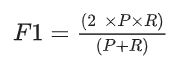 F1 = (2 ×P×R) / (P+R)